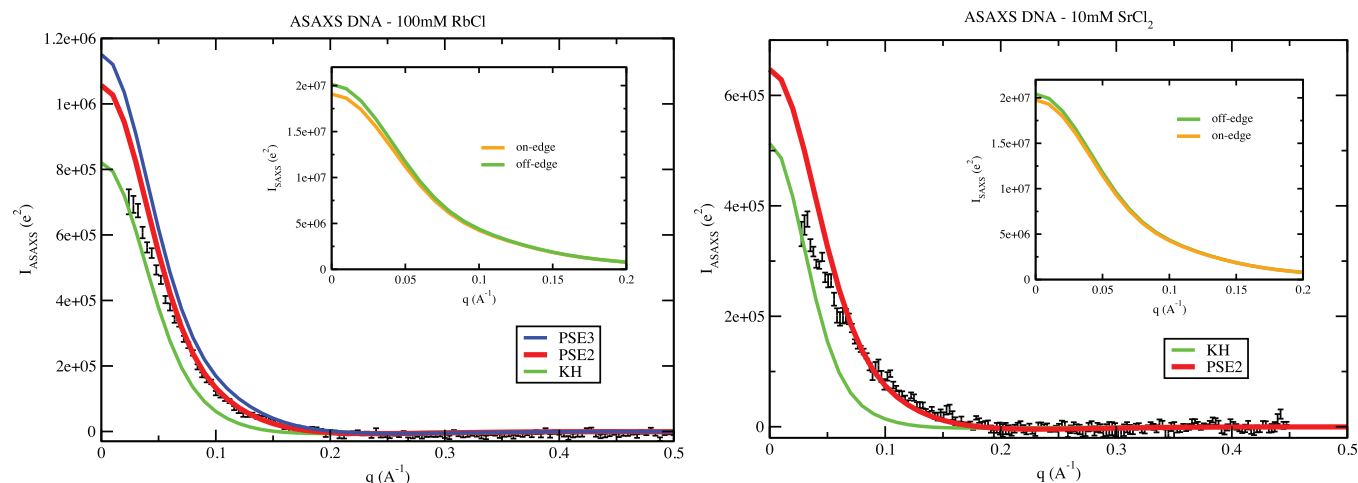 ASAXS DNA - 100mM RbCl
1.2e+06
1e+06
8e+05
6e+05
4e+05
2e+05
0
I_ASAXS (e^2)
0
0.1
0.2
0.3
0.4
0.5
q (A^-1)
2e+07
1.5e+07
1e+07
5e+06
0
I_SAXS (e^2)
0
0.05
0.1
0.15
0.2
q (A^-1)
on-edge
off-edge
PSE3
PSE2
KH
ASAXS DNA - 10mM SrCl_2
6e+05
4e+05
2e+05
0
I_ASAXS (e^2)
0
0.1
0.2
0.3
0.4
0.5
q (A^-1)
2e+07
1.5e+07
1e+07
5e+06
0
I_SAXS (e^2)
0
0.05
0.1
0.15
0.2
q (A^-1)
off-edge
on-edge
KH
PSE2